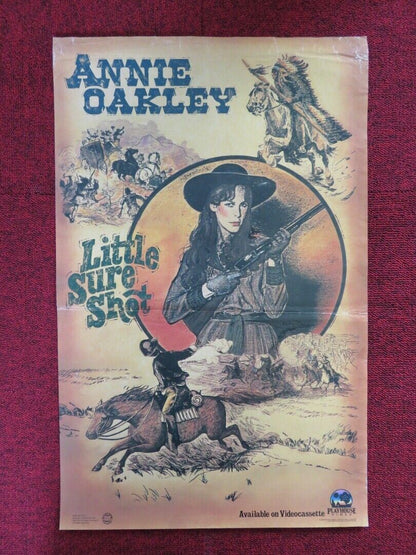 ANNIE
OAKLEY
Little
Sure
Shot
Available on Videocassette
PLAYHOUSE